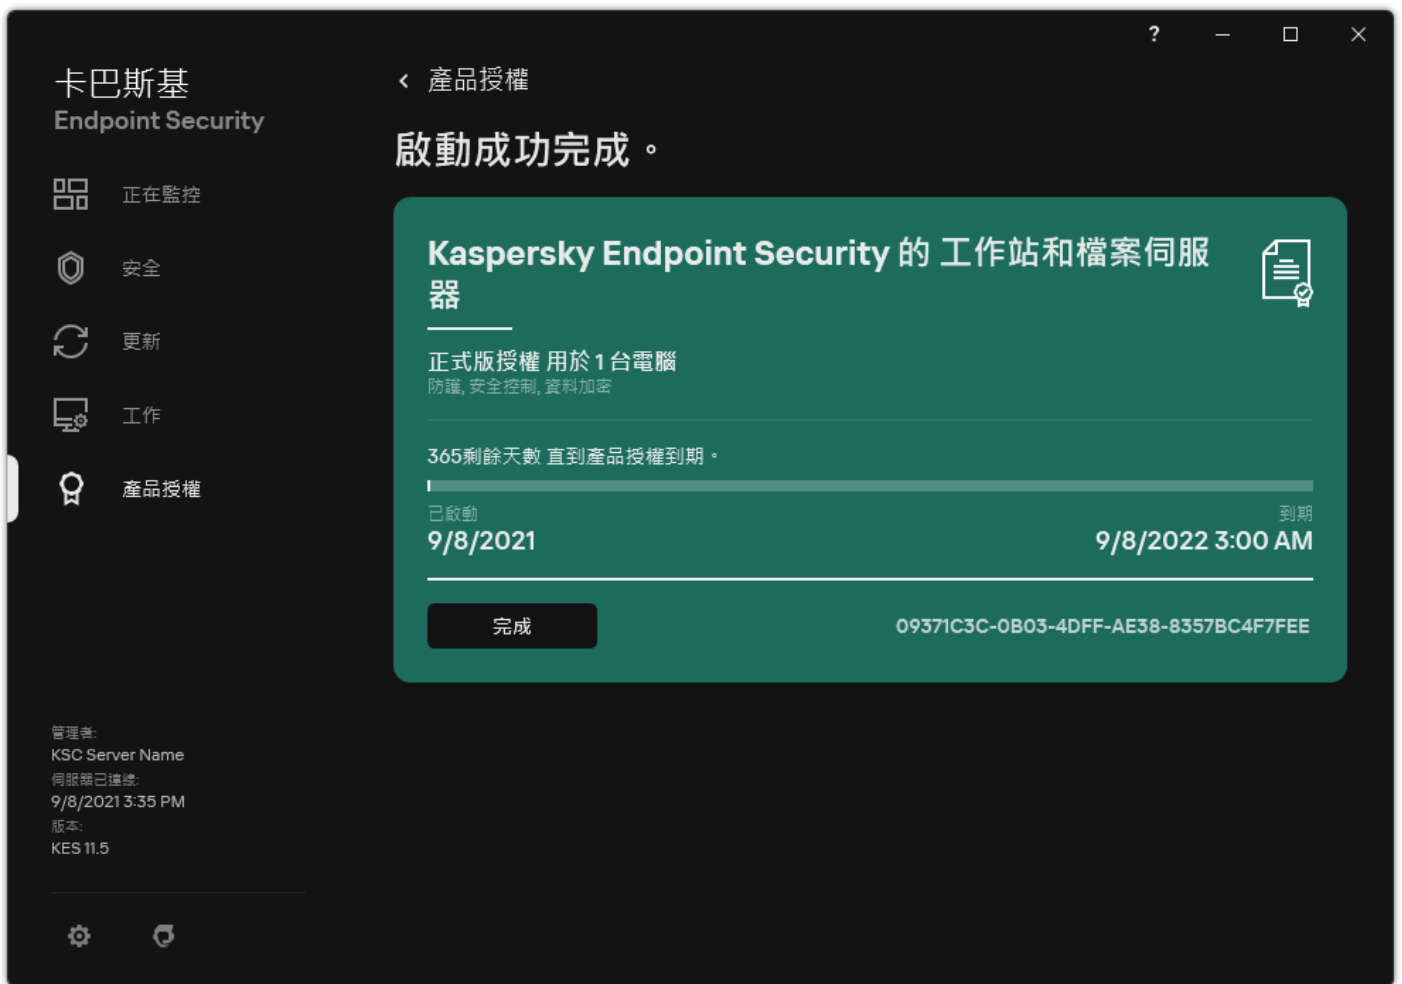 ?
卡巴斯基
Endpoint Security
正在監控
安全
更新
工作
產品授權
管理者:
KSC Server Name
伺服器已連線:
9/8/2021 3:35 PM
版本:
KES 11.5
產品授權
啟動成功完成。
Kaspersky Endpoint Security 的 工作站和檔案伺服
器
正式版授權 用於 1 台電腦
防護, 安全控制, 資料加密
365剩餘天數 直到產品授權到期。
已啟動 到期
9/8/2021 9/8/2022 3:00 AM
完成 09371C3C-0B03-4DFF-AE38-8357BC4F7FEE